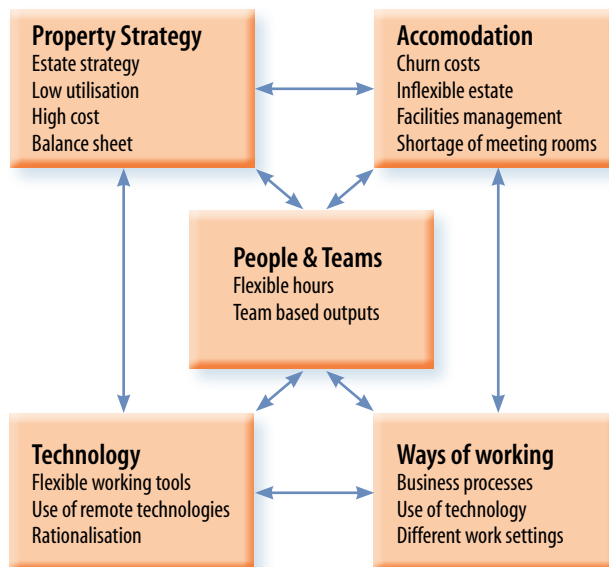 Property Strategy
Estate strategy
Low utilisation
High cost
Balance sheet
Accomodation
Churn costs
Inflexible estate
Facilities management
Shortage of meeting rooms
People & Teams
Flexible hours
Team based outputs
Technology
Flexible working tools
Use of remote technologies
Rationalisation
Ways of working
Business processes
Use of technology
Different work settings